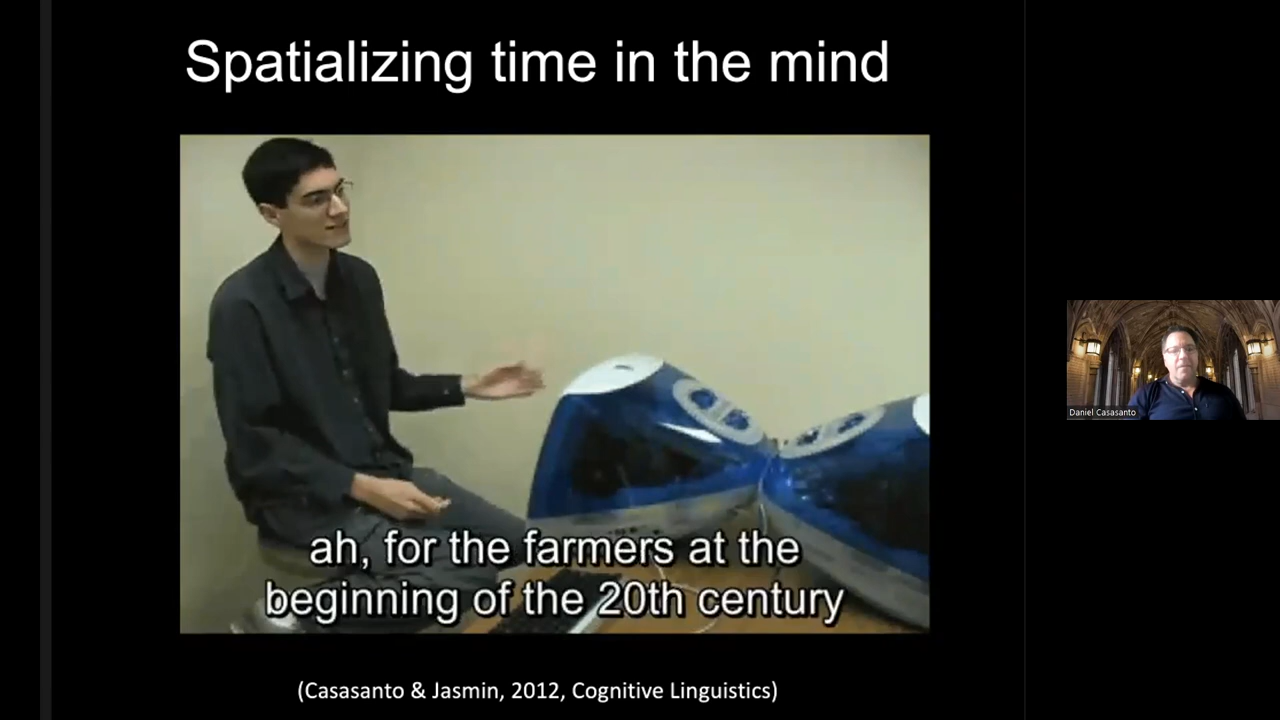 Spatializing time in the mind
ah, for the farmers at the
beginning of the 20th century
Daniel Casasanto
(Casasanto & Jasmin, 2012, Cognitive Linguistics)